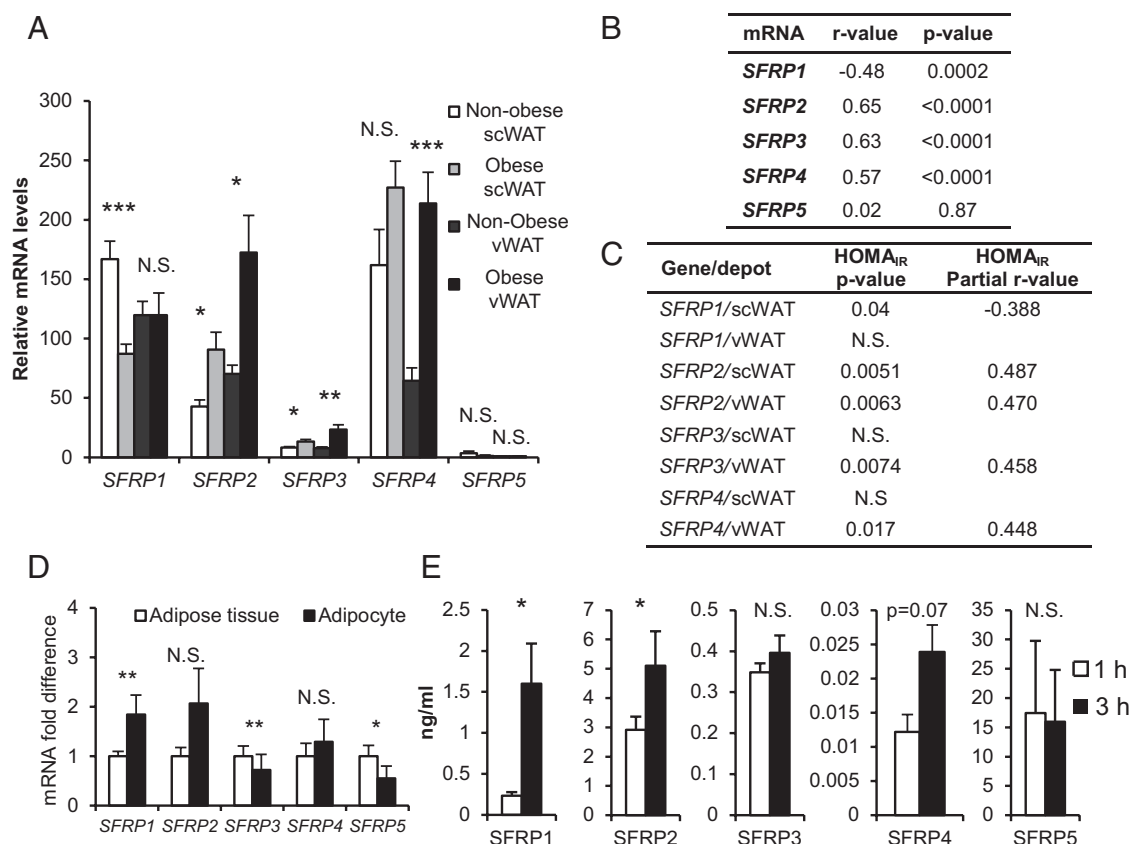 A
300
250
200
150
100
50
0
Relative mRNA levels
***
N.S.
*
*
*
**
N.S.
***
N.S.
N.S.
SFRP1 SFRP2 SFRP3 SFRP4 SFRP5
Non-obese
scWAT
Obese
scWAT
Non-Obese
vWAT
Obese
vWAT
B
mRNA r-value p-value
SFRP1 -0.48 0.0002
SFRP2 0.65 <0.0001
SFRP3 0.63 <0.0001
SFRP4 0.57 <0.0001
SFRP5 0.02 0.87
C
Gene/depot HOMAIR p-value HOMAIR Partial r-value
SFRP1/scWAT 0.04 -0.388
SFRP1/vWAT N.S.
SFRP2/scWAT 0.0051 0.487
SFRP2/vWAT 0.0063 0.470
SFRP3/scWAT N.S.
SFRP3/vWAT 0.0074 0.458
SFRP4/scWAT N.S
SFRP4/vWAT 0.017 0.448
D
mRNA fold difference
4
3
2
1
0
Adipose tissue Adipocyte
**
N.S.
**
N.S.
*
SFRP1 SFRP2 SFRP3 SFRP4 SFRP5
E
ng/ml
2.5
2
1.5
1
0.5
0
*
SFRP1
7
6
5
4
3
2
1
0
*
SFRP2
0.5
0.4
0.3
0.2
0.1
0
N.S.
SFRP3
0.03
0.025
0.02
0.015
0.01
0.005
0
p=0.07
SFRP4
35
30
25
20
15
10
5
0
N.S.
SFRP5
1 h
3 h